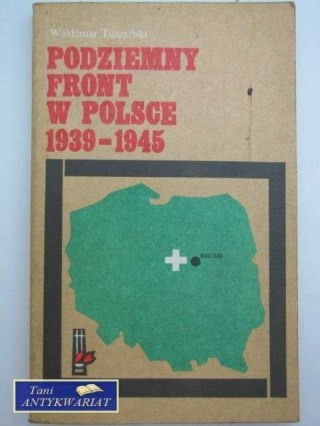 Waldemar Tuszyński
PODZIEMNY
FRONT
W POLSCE
1939-1945
WARSZAWA
Tani
ANTYKWARIAT